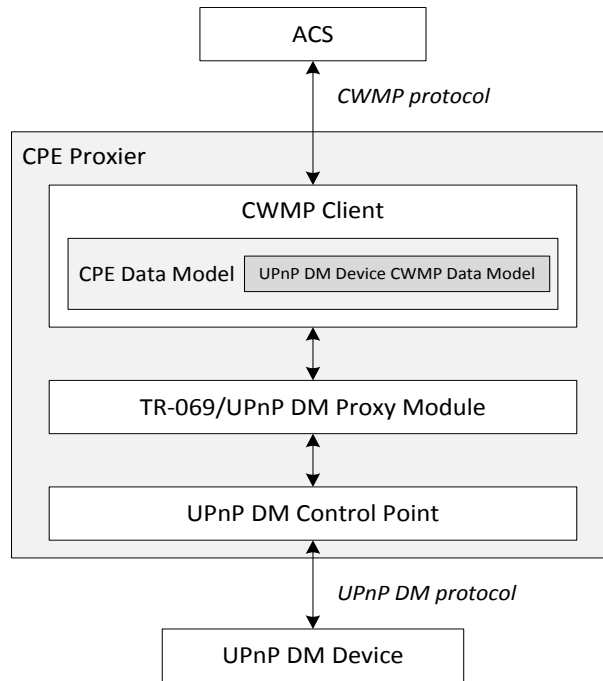 ACS
CWMP protocol
CPE Proxier
CWMP Client
CPE Data Model
UPnP DM Device CWMP Data Model
TR-069/UPnP DM Proxy Module
UPnP DM Control Point
UPnP DM protocol
UPnP DM Device